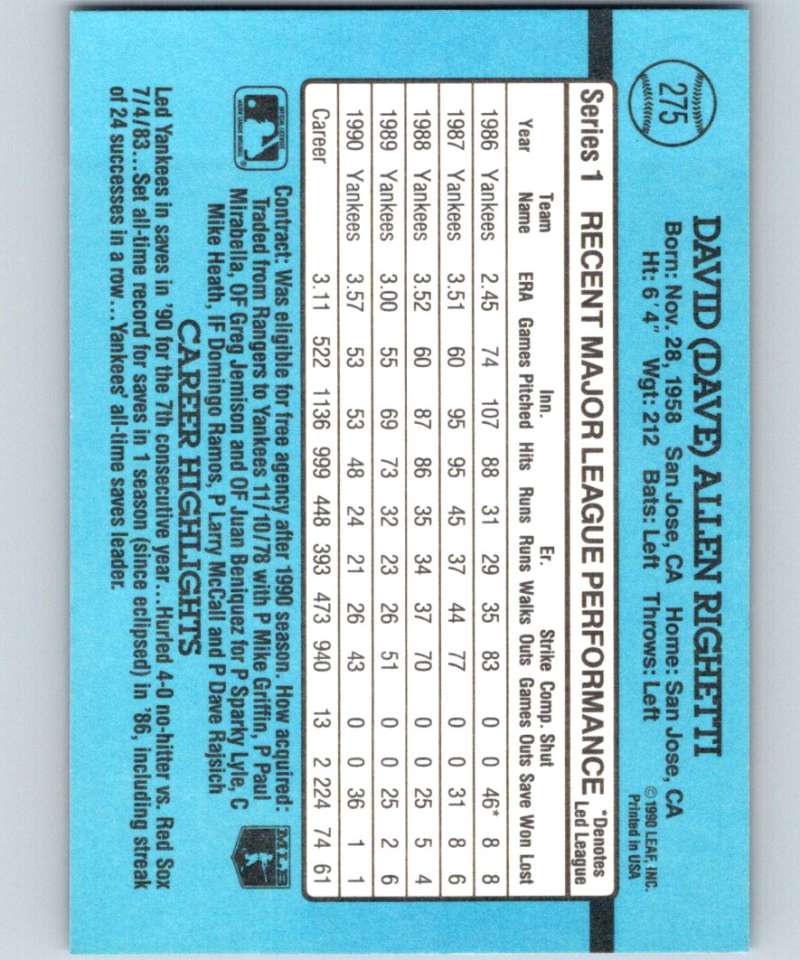 275
DAVID (DAVE) ALLEN RIGHETTI
Born: Nov. 28, 1958 San Jose, CA Home: San Jose, CA
Ht: 6' 4" Wgt: 212 Bats: Left Throws: Left
©1990 LEAF, INC.
Printed in USA
Series 1 RECENT MAJOR LEAGUE PERFORMANCE *Denotes Led League
Team Inn. Er. Strike Comp. Shut
Year Name ERA Games Pitched Hits Runs Runs Walks Outs Games Outs Save Won Lost
1986 Yankees 2.45 74 107 88 31 29 35 83 0 0 46* 8 8
1987 Yankees 3.51 60 95 95 45 37 44 77 0 0 31 8 6
1988 Yankees 3.52 60 87 86 35 34 37 70 0 0 25 5 4
1989 Yankees 3.00 55 69 73 32 23 26 51 0 0 25 2 6
1990 Yankees 3.57 53 53 48 24 21 26 43 0 0 36 1 1
Career 3.11 522 1136 999 448 393 473 940 13 2 224 74 61
Contract: Was eligible for free agency after 1990 season. How acquired:
Traded from Rangers to Yankees 11/10/78 with P Mike Griffin, P Paul
Mirabella, OF Greg Jemison and OF Juan Beniquez for P Sparky Lyle, C
Mike Heath, IF Domingo Ramos, P Larry McCall and P Dave Rajsich
MLB
CAREER HIGHLIGHTS
Led Yankees in saves in '90 for the 7th consecutive year...Hurled 4-0 no-hitter vs. Red Sox
7/4/83...Set all-time record for saves in 1 season (since eclipsed) in '86, including streak
of 24 successes in a row...Yankees' all-time saves leader.